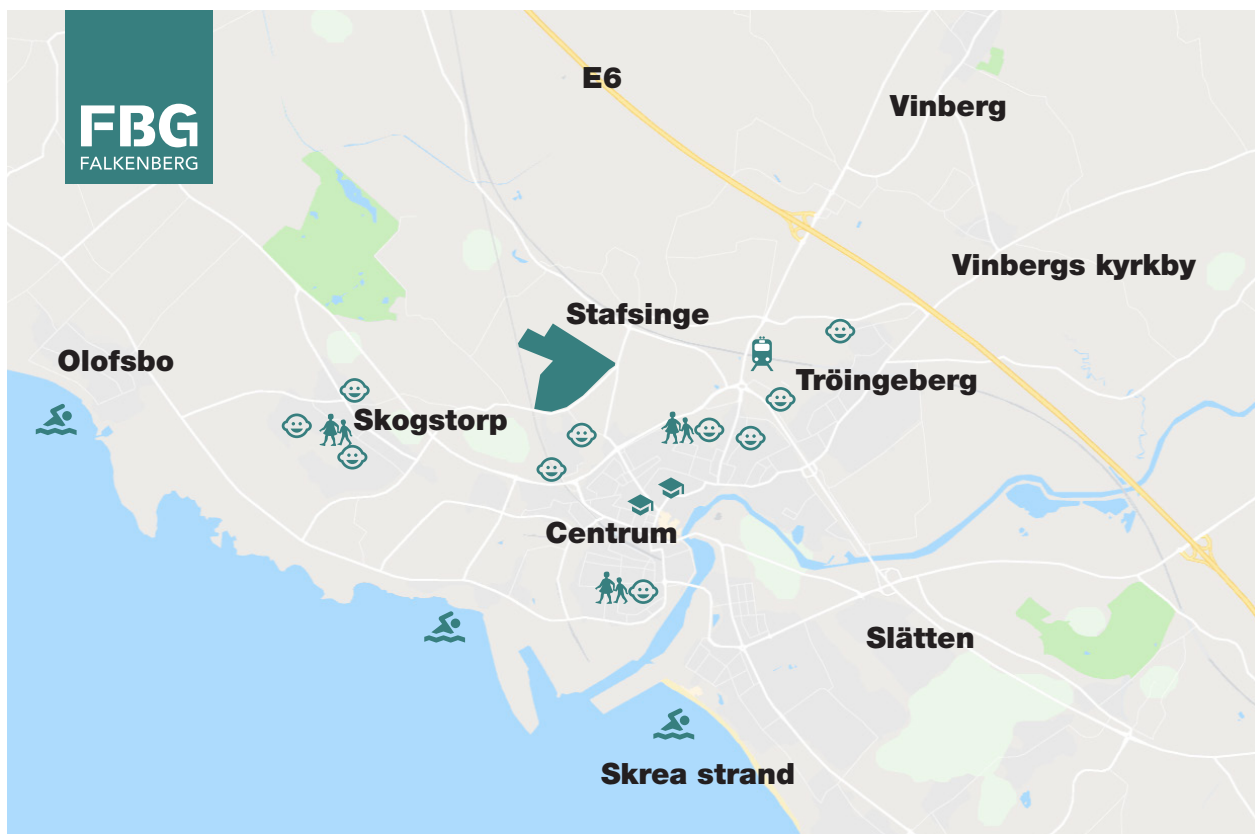 FBG
FALKENBERG
E6
Vinberg
Vinbergs kyrkby
Stafsinge
Olofsbo
Tröingeberg
Skogstorp
Centrum
Slätten
Skrea strand